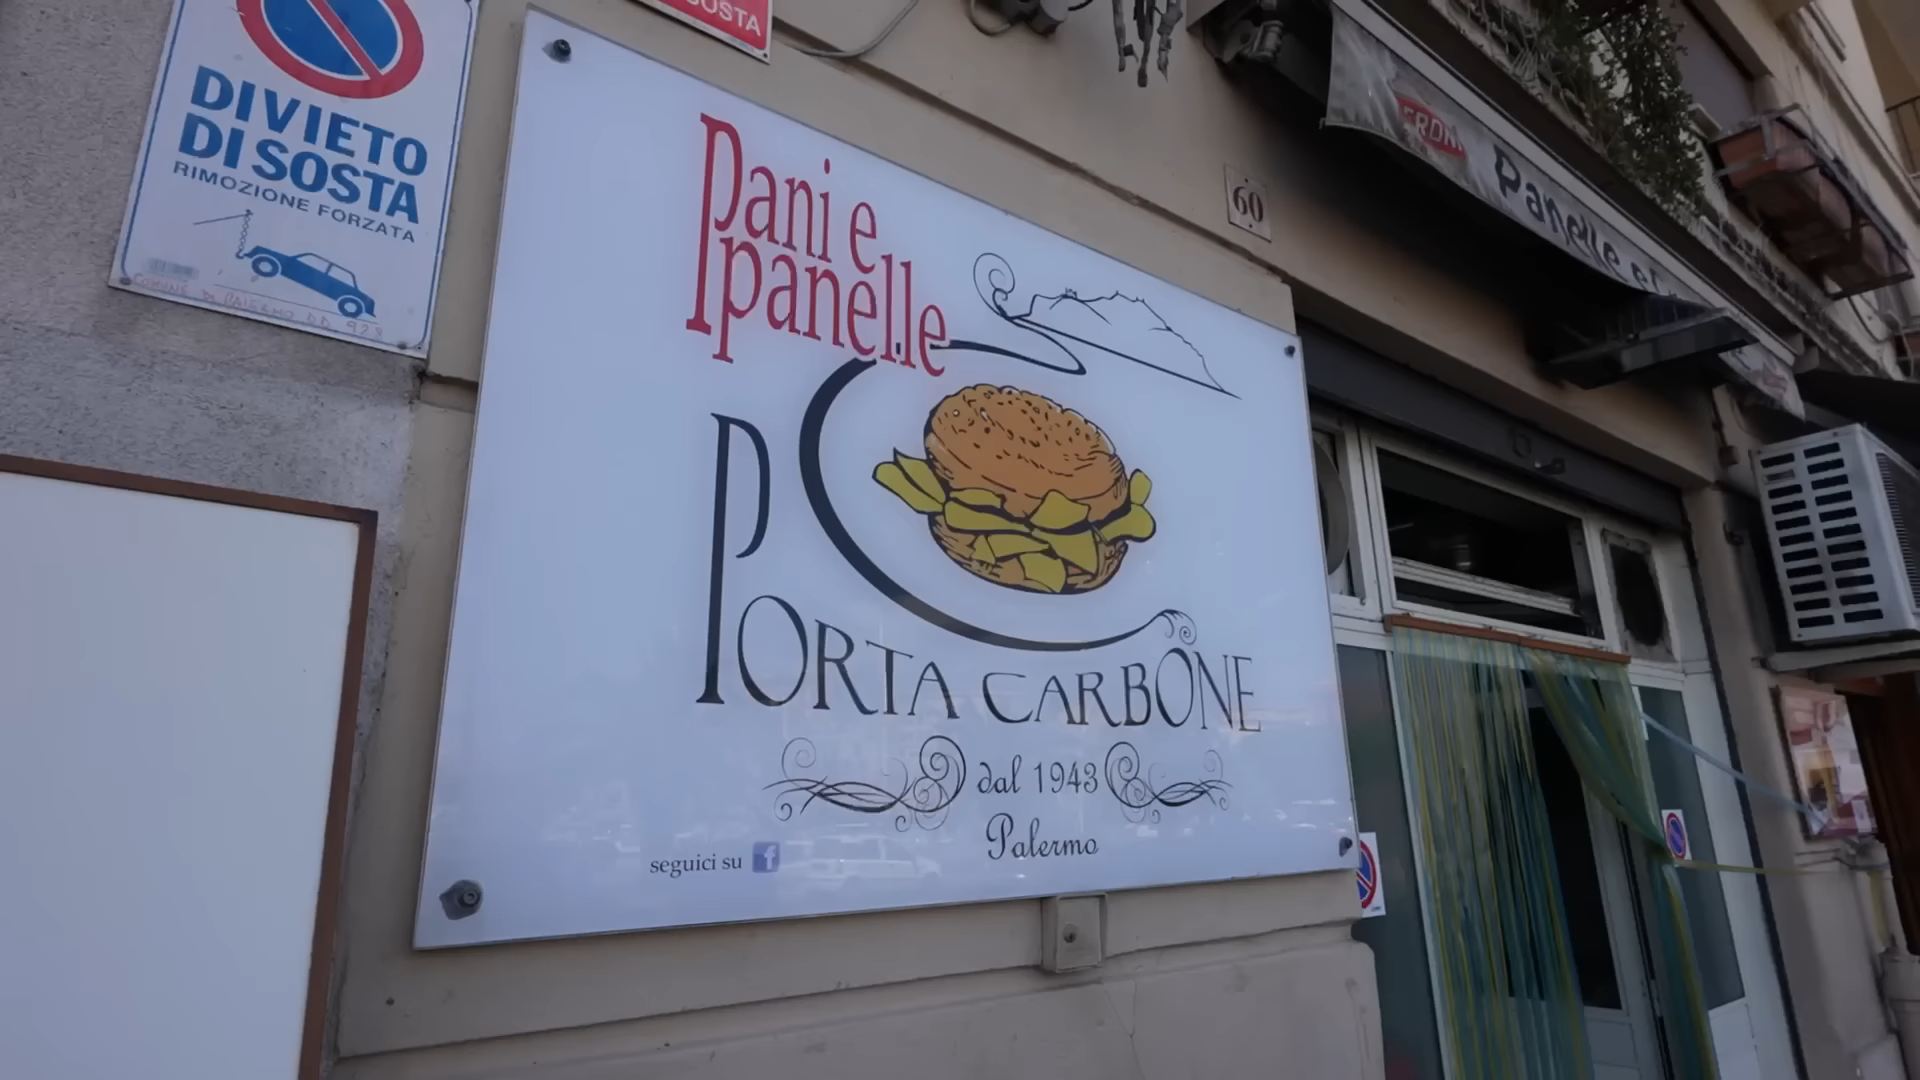 SOSTA
DIVIETO
DI SOSTA
RIMOZIONE FORZATA
COMUNE DI PALERMO
Pani e
panelle
PORTA CARBONE
dal 1943
Palermo
seguici su f
60
Panelle e